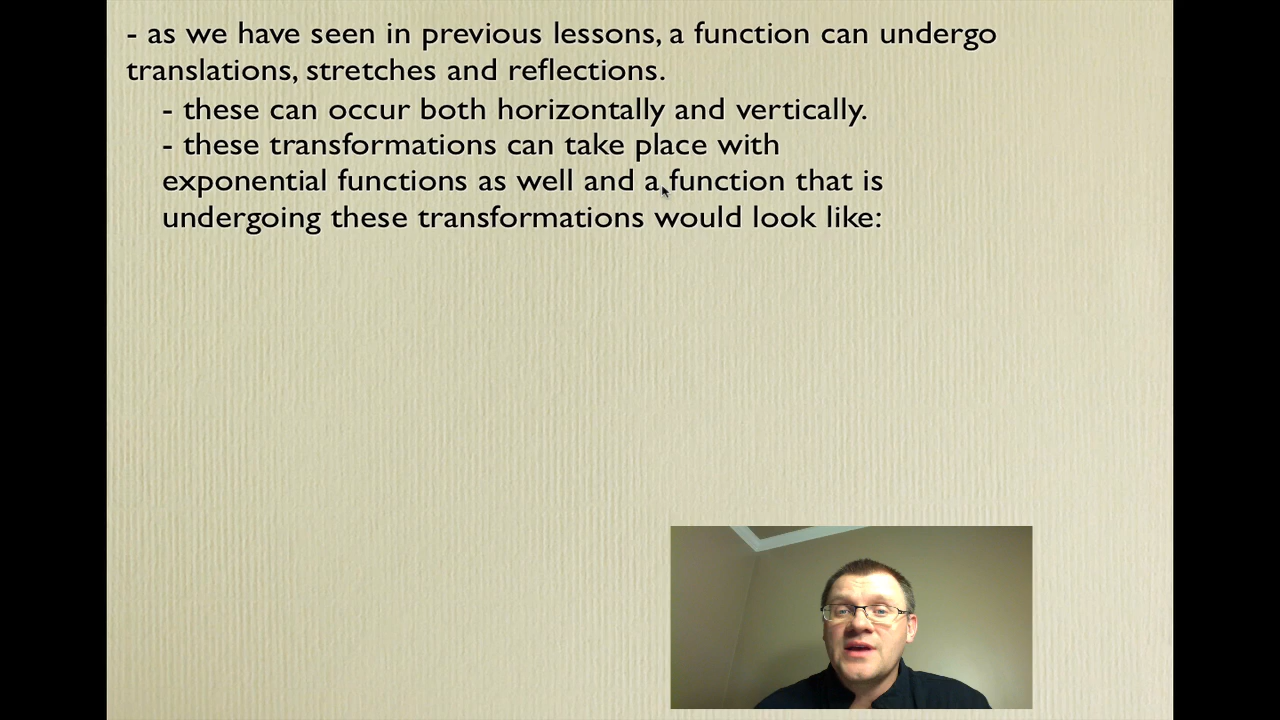 - as we have seen in previous lessons, a function can undergo
translations, stretches and reflections.
- these can occur both horizontally and vertically.
- these transformations can take place with
exponential functions as well and a function that is
undergoing these transformations would look like: